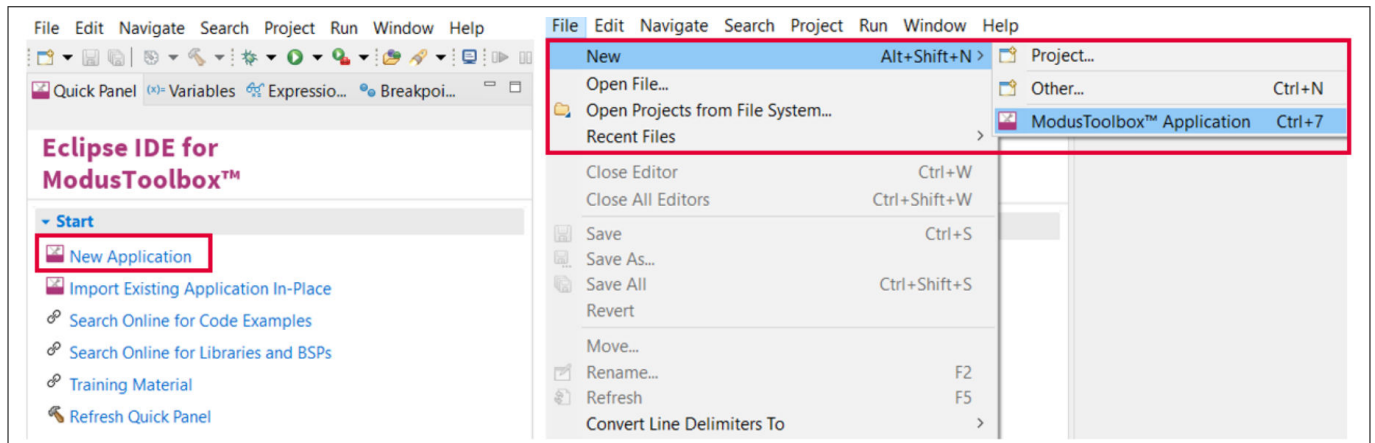 File Edit Navigate Search Project Run Window Help
Quick Panel (x)= Variables Expressio... Breakpoi...
Eclipse IDE for
ModusToolbox™
Start
New Application
Import Existing Application In-Place
Search Online for Code Examples
Search Online for Libraries and BSPs
Training Material
Refresh Quick Panel
File Edit Navigate Search Project Run Window Help
New Alt+Shift+N >
Open File...
Open Projects from File System...
Recent Files >
Close Editor Ctrl+W
Close All Editors Ctrl+Shift+W
Save Ctrl+S
Save As...
Save All Ctrl+Shift+S
Revert
Move...
Rename... F2
Refresh F5
Convert Line Delimiters To >
Project...
Other... Ctrl+N
ModusToolbox™ Application Ctrl+7